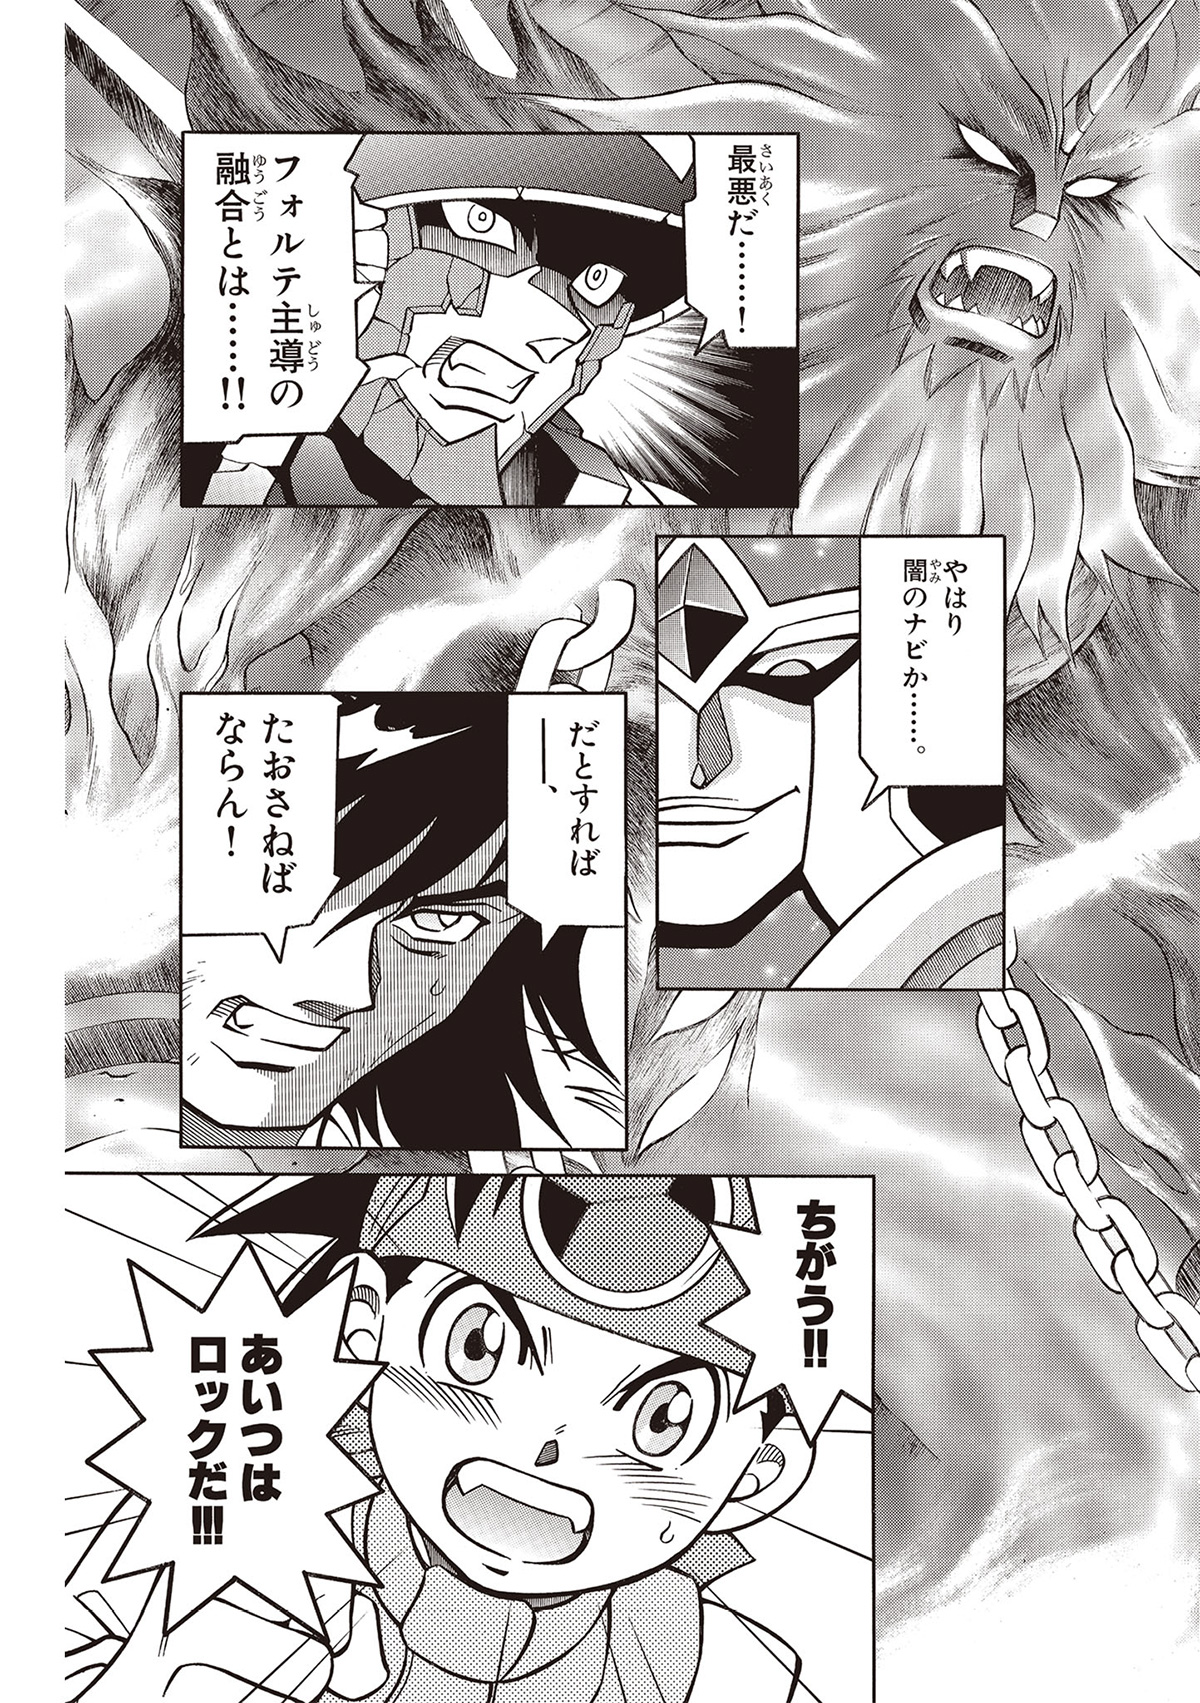 最悪だ………！
フォルテ主導の
融合とは………!!
やはり
闇のナビか……。
だとすれば
――、
たおさねば
ならん！
ちがう!!
あいつは
ロックだ!!!